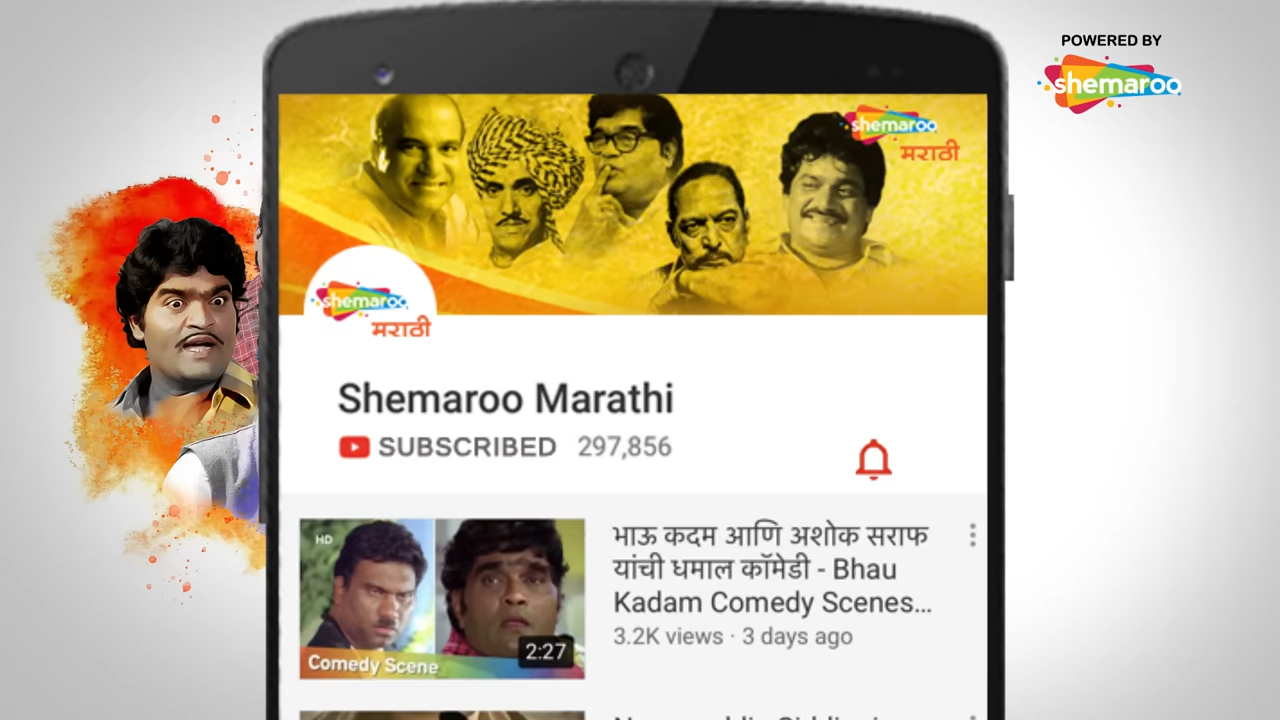 POWERED BY
shemaroo
shemaroo
मराठी
shemaroo
मराठी
Shemaroo Marathi
SUBSCRIBED 297,856
HD
Comedy Scene
2:27
भाऊ कदम आणि अशोक सराफ
यांची धमाल कॉमेडी - Bhau
Kadam Comedy Scenes...
3.2K views · 3 days ago